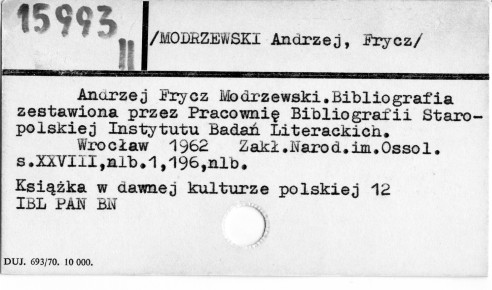 15993
II
/MODRZEWSKI Andrzej, Frycz/
Andrzej Frycz Modrzewski.Bibliografia
zestawiona przez Pracownię Bibliografii Staro-
polskiej Instytutu Badań Literackich.
Wrocław 1962 Zakł.Narod.im.Ossol.
s.XXVIII,nlb.1,196,nlb.
Książka w dawnej kulturze polskiej 12
IBL PAN BN
DUJ. 693/70. 10 000.